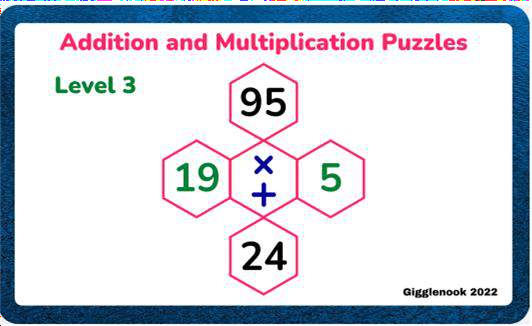 Addition and Multiplication Puzzles
Level 3
95
19 × 5
+
24
Gigglenook 2022